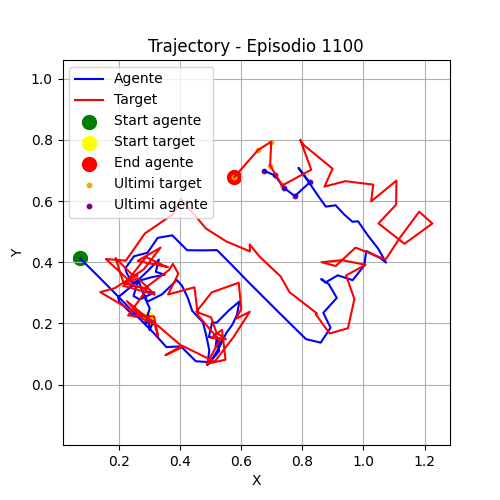 Trajectory - Episodio 1100
Agente
Target
Start agente
Start target
End agente
Ultimi target
Ultimi agente
1.0
0.8
0.6
0.4
0.2
0.0
Y
0.2 0.4 0.6 0.8 1.0 1.2
X